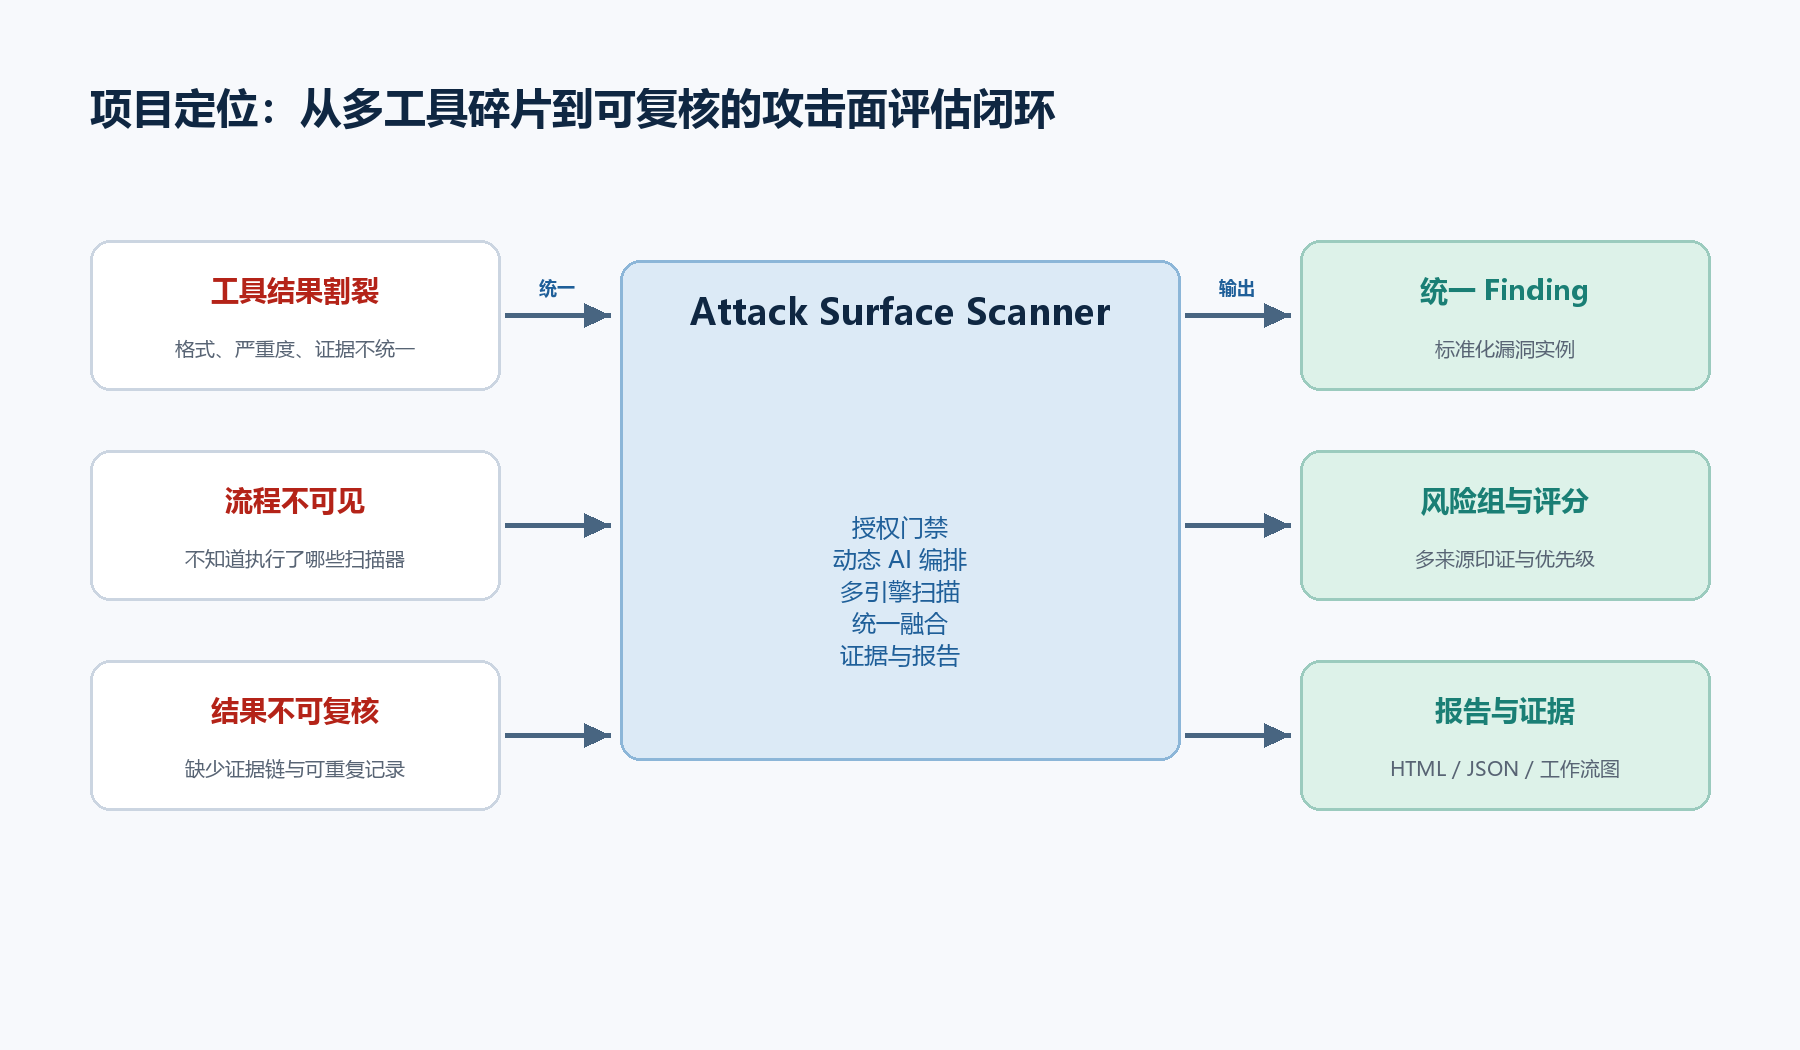 项目定位：从多工具碎片到可复核的攻击面评估闭环
工具结果割裂
格式、严重度、证据不统一
流程不可见
不知道执行了哪些扫描器
结果不可复核
缺少证据链与可重复记录
统一
Attack Surface Scanner
授权门禁
动态 AI 编排
多引擎扫描
统一融合
证据与报告
输出
统一 Finding
标准化漏洞实例
风险组与评分
多来源印证与优先级
报告与证据
HTML / JSON / 工作流图